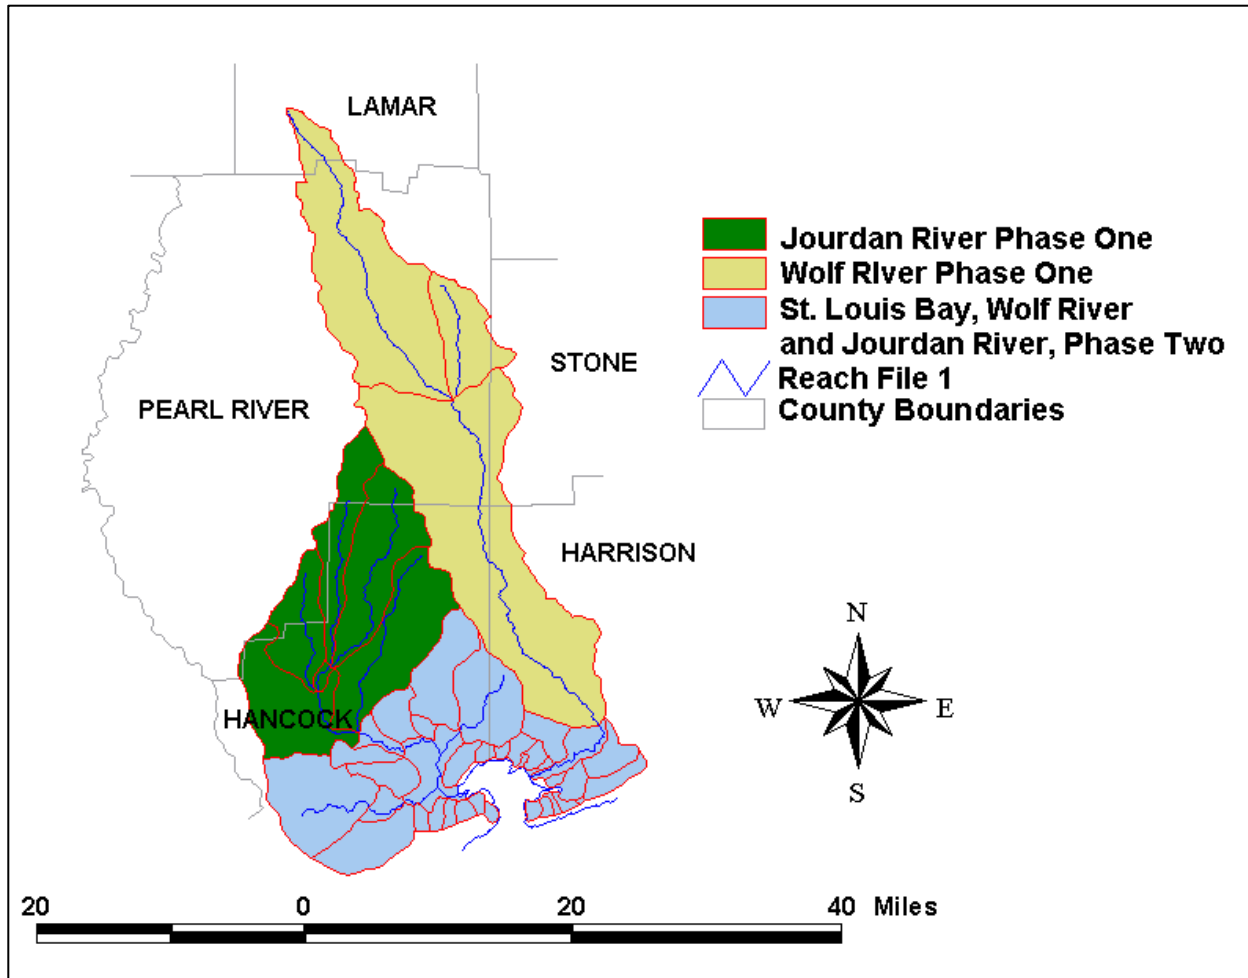 LAMAR
Jourdan River Phase One
Wolf RIver Phase One
St. Louis Bay, Wolf River
and Jourdan River, Phase Two
Reach File 1
County Boundaries
STONE
PEARL RIVER
HARRISON
HANCOCK
N
W
E
S
20 0 20 40 Miles